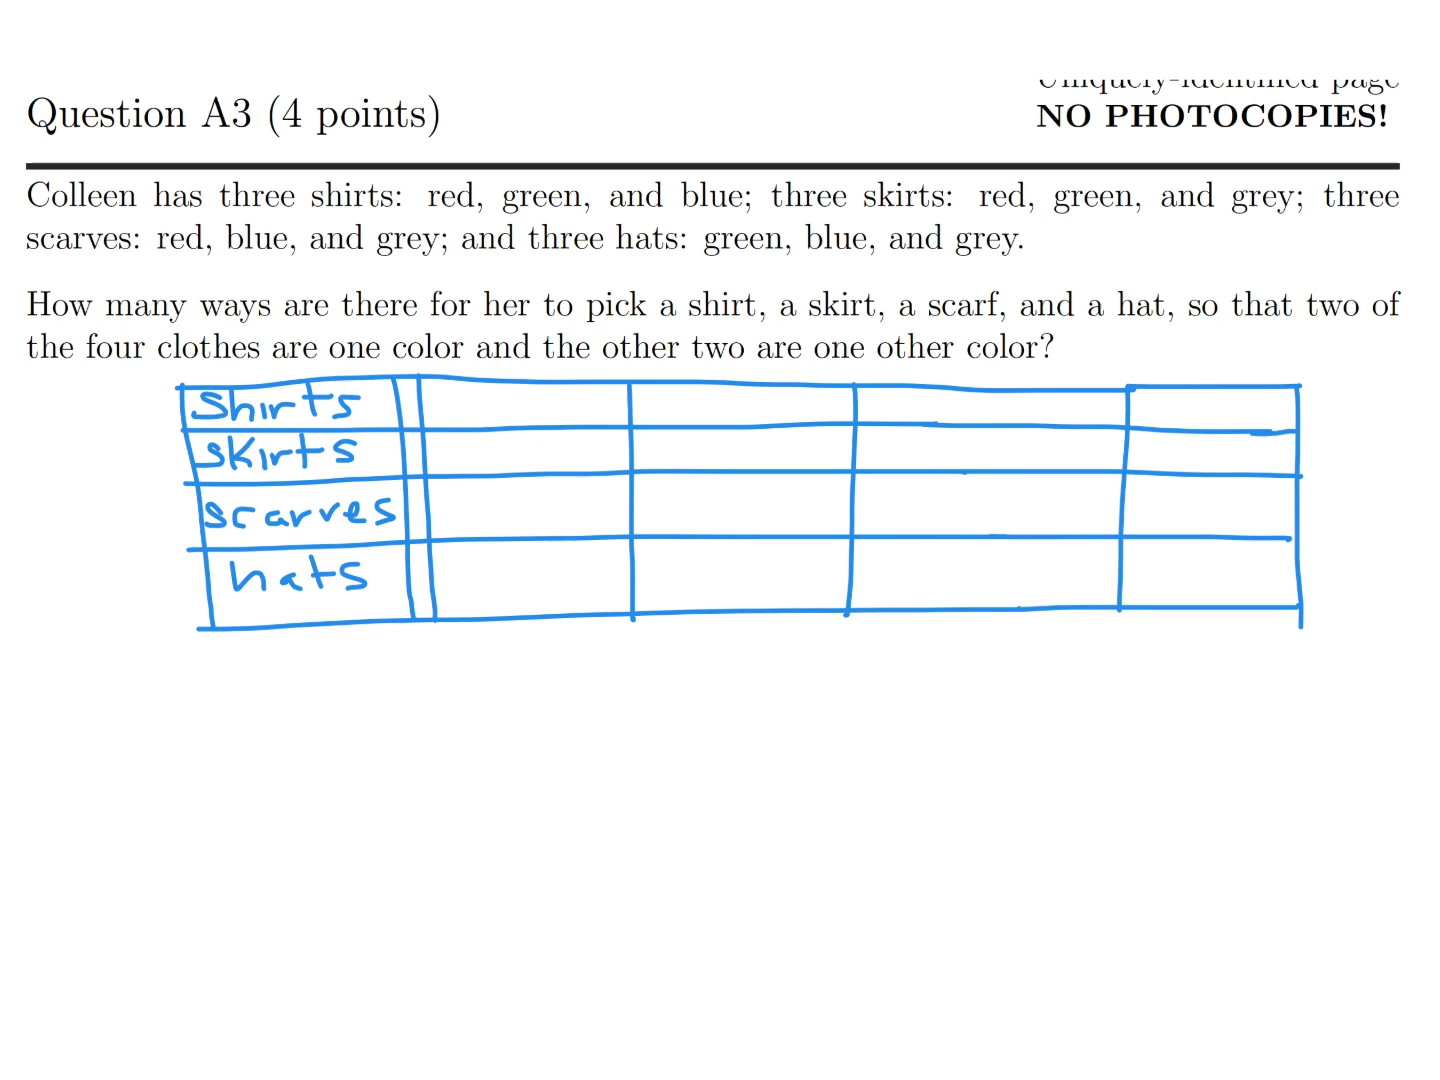 Uniquely-identified page
Question A3 (4 points)
NO PHOTOCOPIES!
Colleen has three shirts: red, green, and blue; three skirts: red, green, and grey; three
scarves: red, blue, and grey; and three hats: green, blue, and grey.
How many ways are there for her to pick a shirt, a skirt, a scarf, and a hat, so that two of
the four clothes are one color and the other two are one other color?
Shirts
skirts
scarves
hats